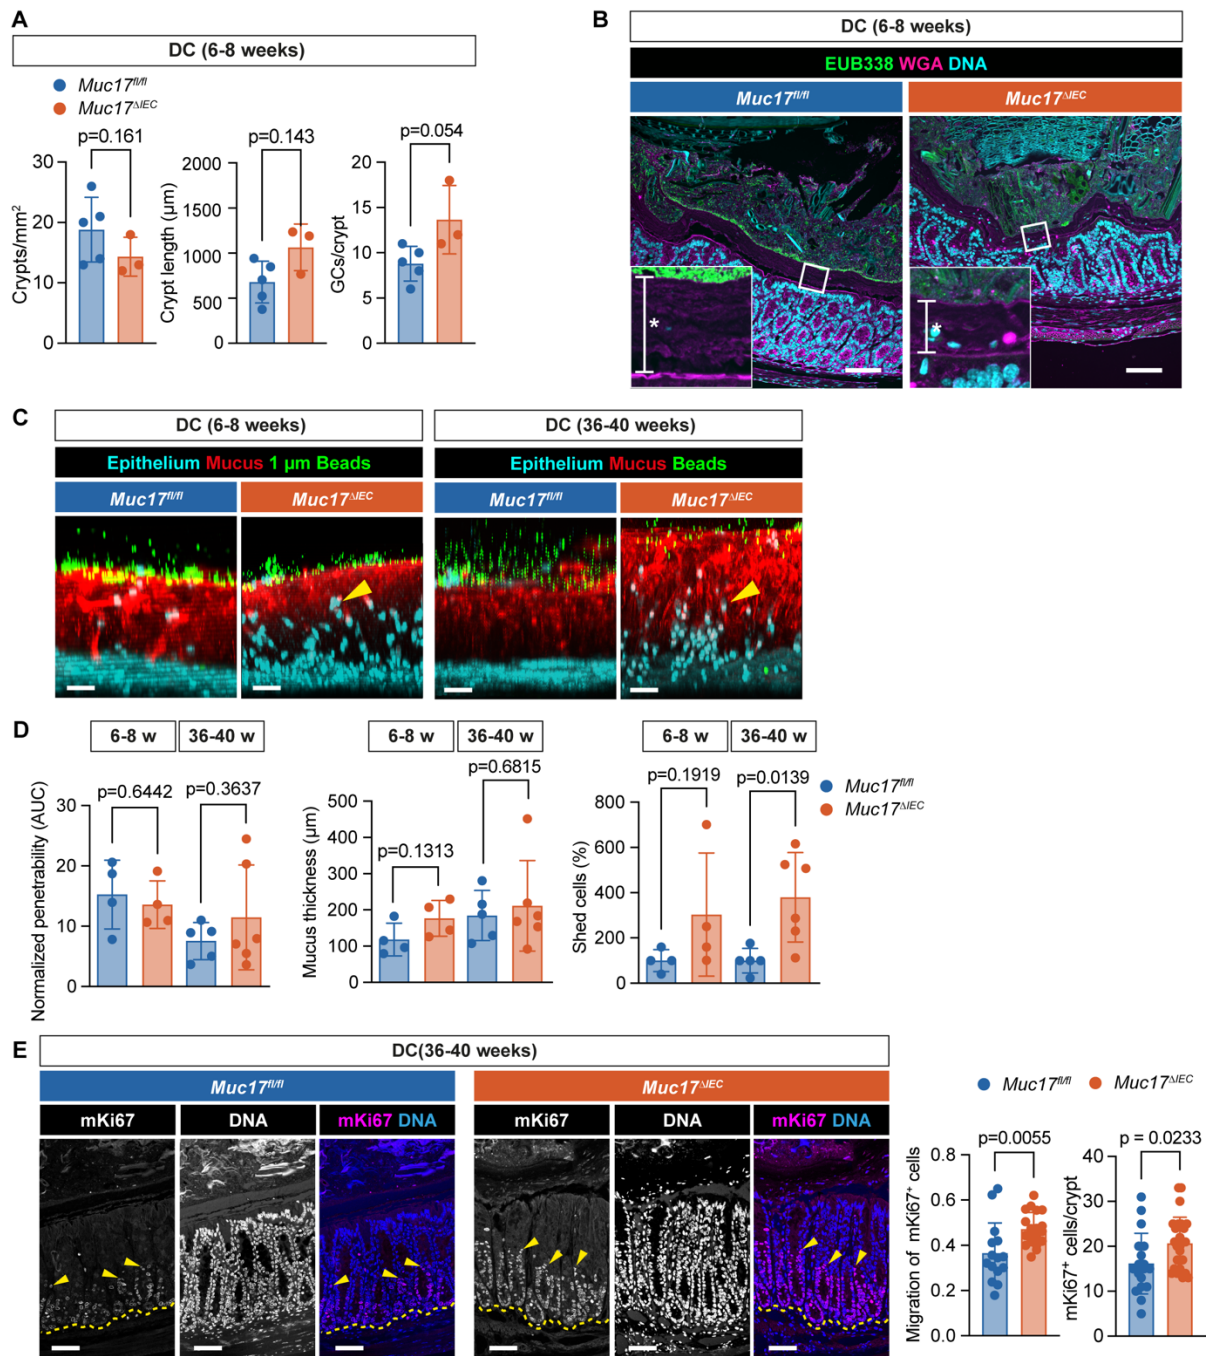 A
DC (6-8 weeks)
Muc17fl/fl
Muc17ΔIEC
p=0.161
p=0.143
p=0.054
Crypts/mm²
30
20
10
0
Crypt length (µm)
2000
1500
1000
500
0
GCs/crypt
20
15
10
5
0
B
DC (6-8 weeks)
EUB338 WGA DNA
Muc17fl/fl
Muc17ΔIEC
*
*
C
DC (6-8 weeks)
DC (36-40 weeks)
Epithelium Mucus 1 µm Beads
Epithelium Mucus Beads
Muc17fl/fl
Muc17ΔIEC
Muc17fl/fl
Muc17ΔIEC
D
6-8 w
36-40 w
p=0.6442
p=0.3637
Normalized penetrability (AUC)
30
20
10
0
6-8 w
36-40 w
p=0.6815
p=0.1313
Mucus thickness (µm)
500
400
300
200
100
0
6-8 w
36-40 w
p=0.1919
p=0.0139
Shed cells (%)
800
600
400
200
0
Muc17fl/fl
Muc17ΔIEC
E
DC(36-40 weeks)
Muc17fl/fl
Muc17ΔIEC
mKi67
DNA
mKi67 DNA
mKi67
DNA
mKi67 DNA
Muc17fl/fl
Muc17ΔIEC
p=0.0055
p = 0.0233
Migration of mKi67⁺ cells
0.8
0.6
0.4
0.2
0.0
mKi67⁺ cells/crypt
40
30
20
10
0